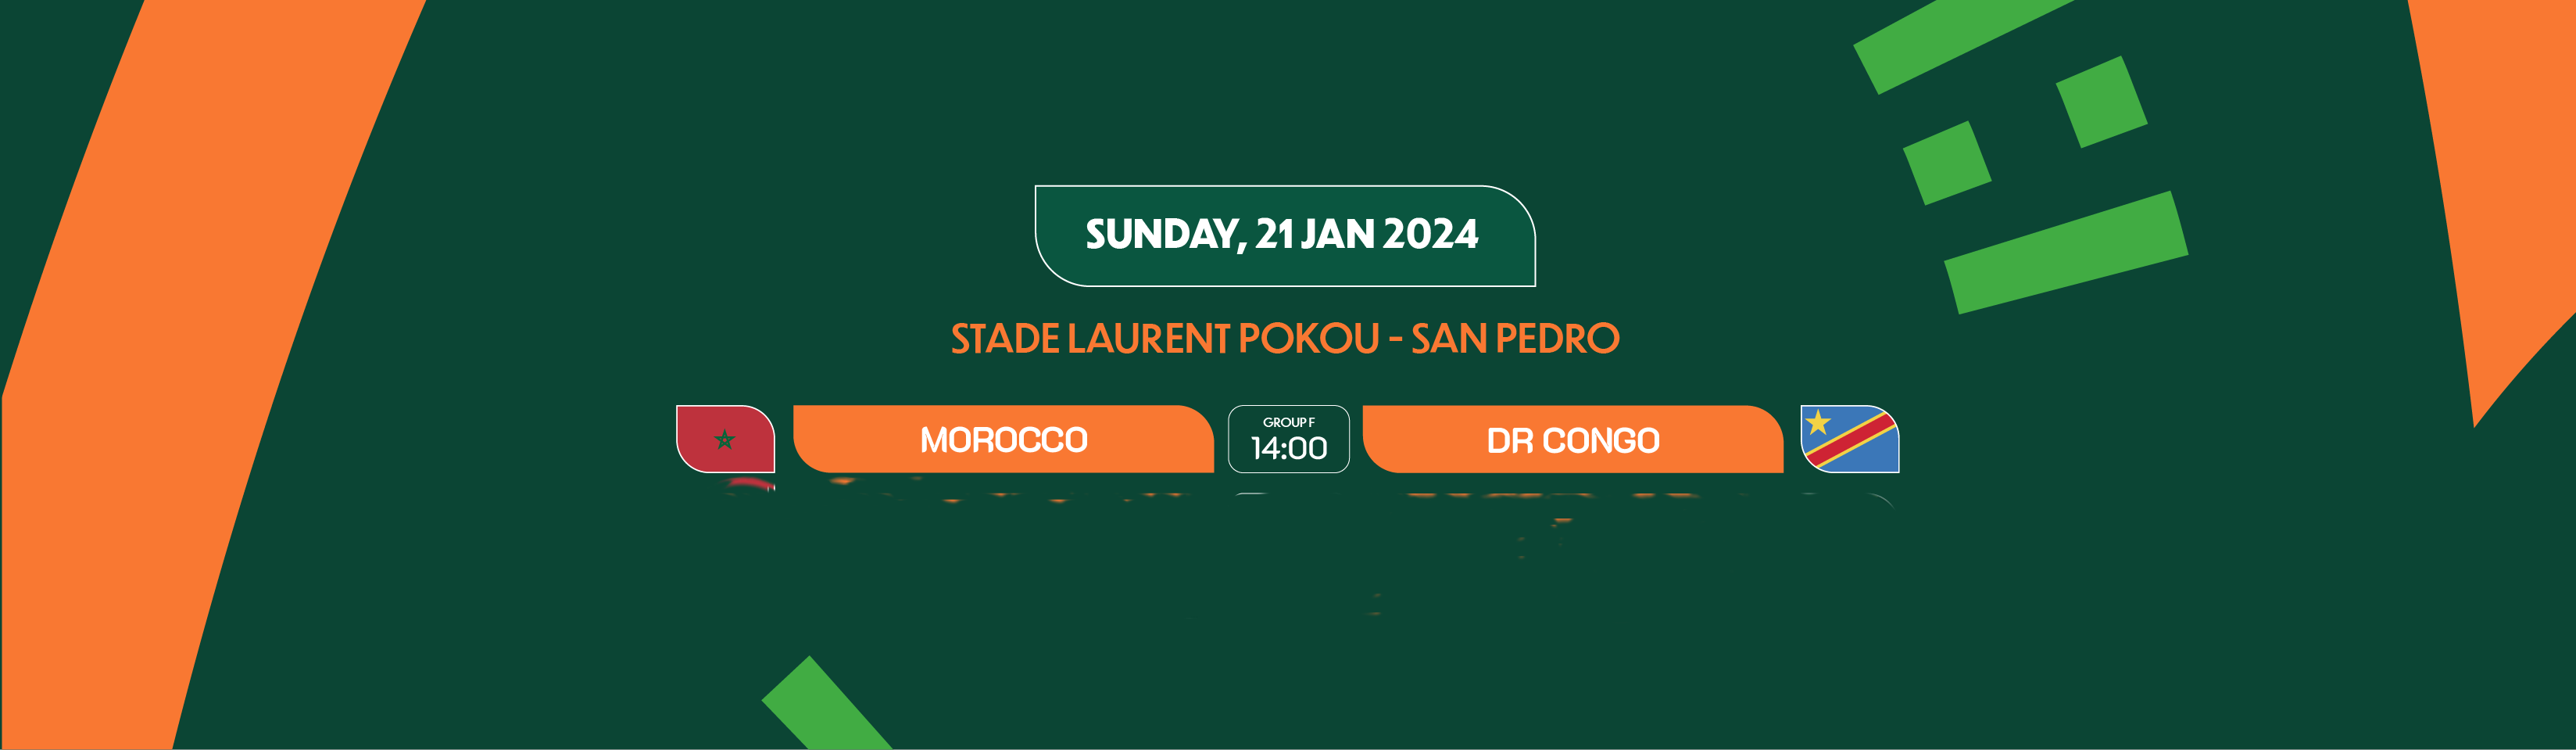 SUNDAY, 21 JAN 2024
STADE LAURENT POKOU - SAN PEDRO
MOROCCO
GROUP F
14:00
DR CONGO